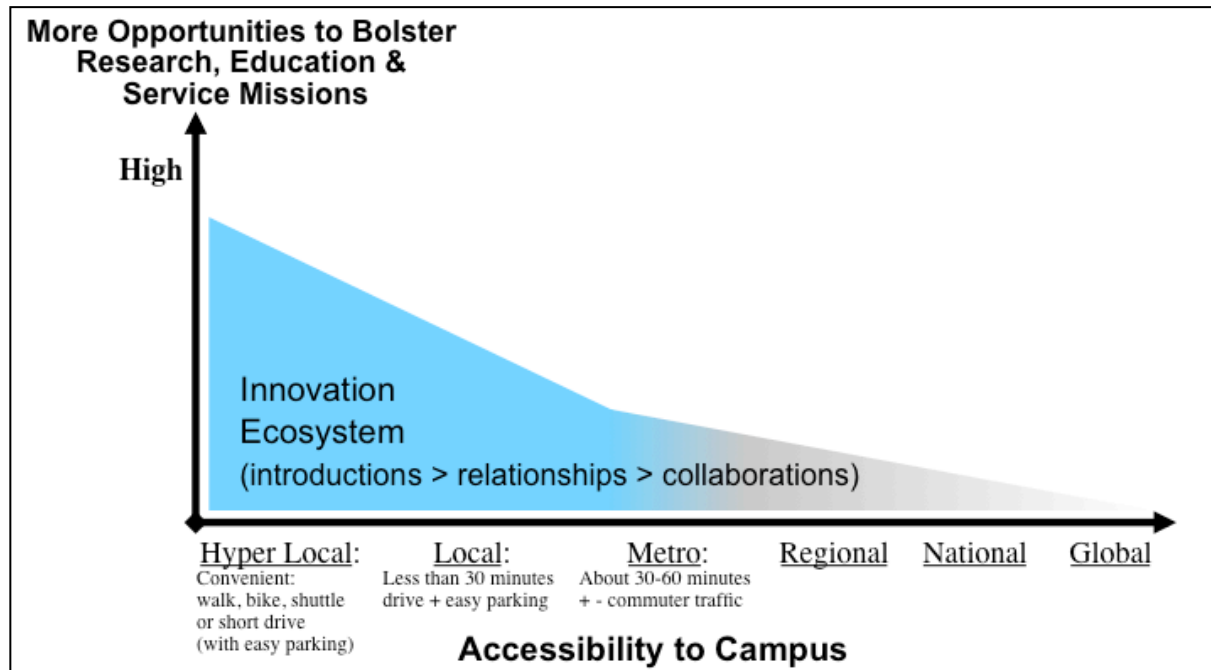 More Opportunities to Bolster
Research, Education &
Service Missions
High
Innovation
Ecosystem
(introductions > relationships > collaborations)
Hyper Local:
Convenient:
walk, bike, shuttle
or short drive
(with easy parking)
Local:
Less than 30 minutes
drive + easy parking
Metro:
About 30-60 minutes
+ - commuter traffic
Regional
National
Global
Accessibility to Campus